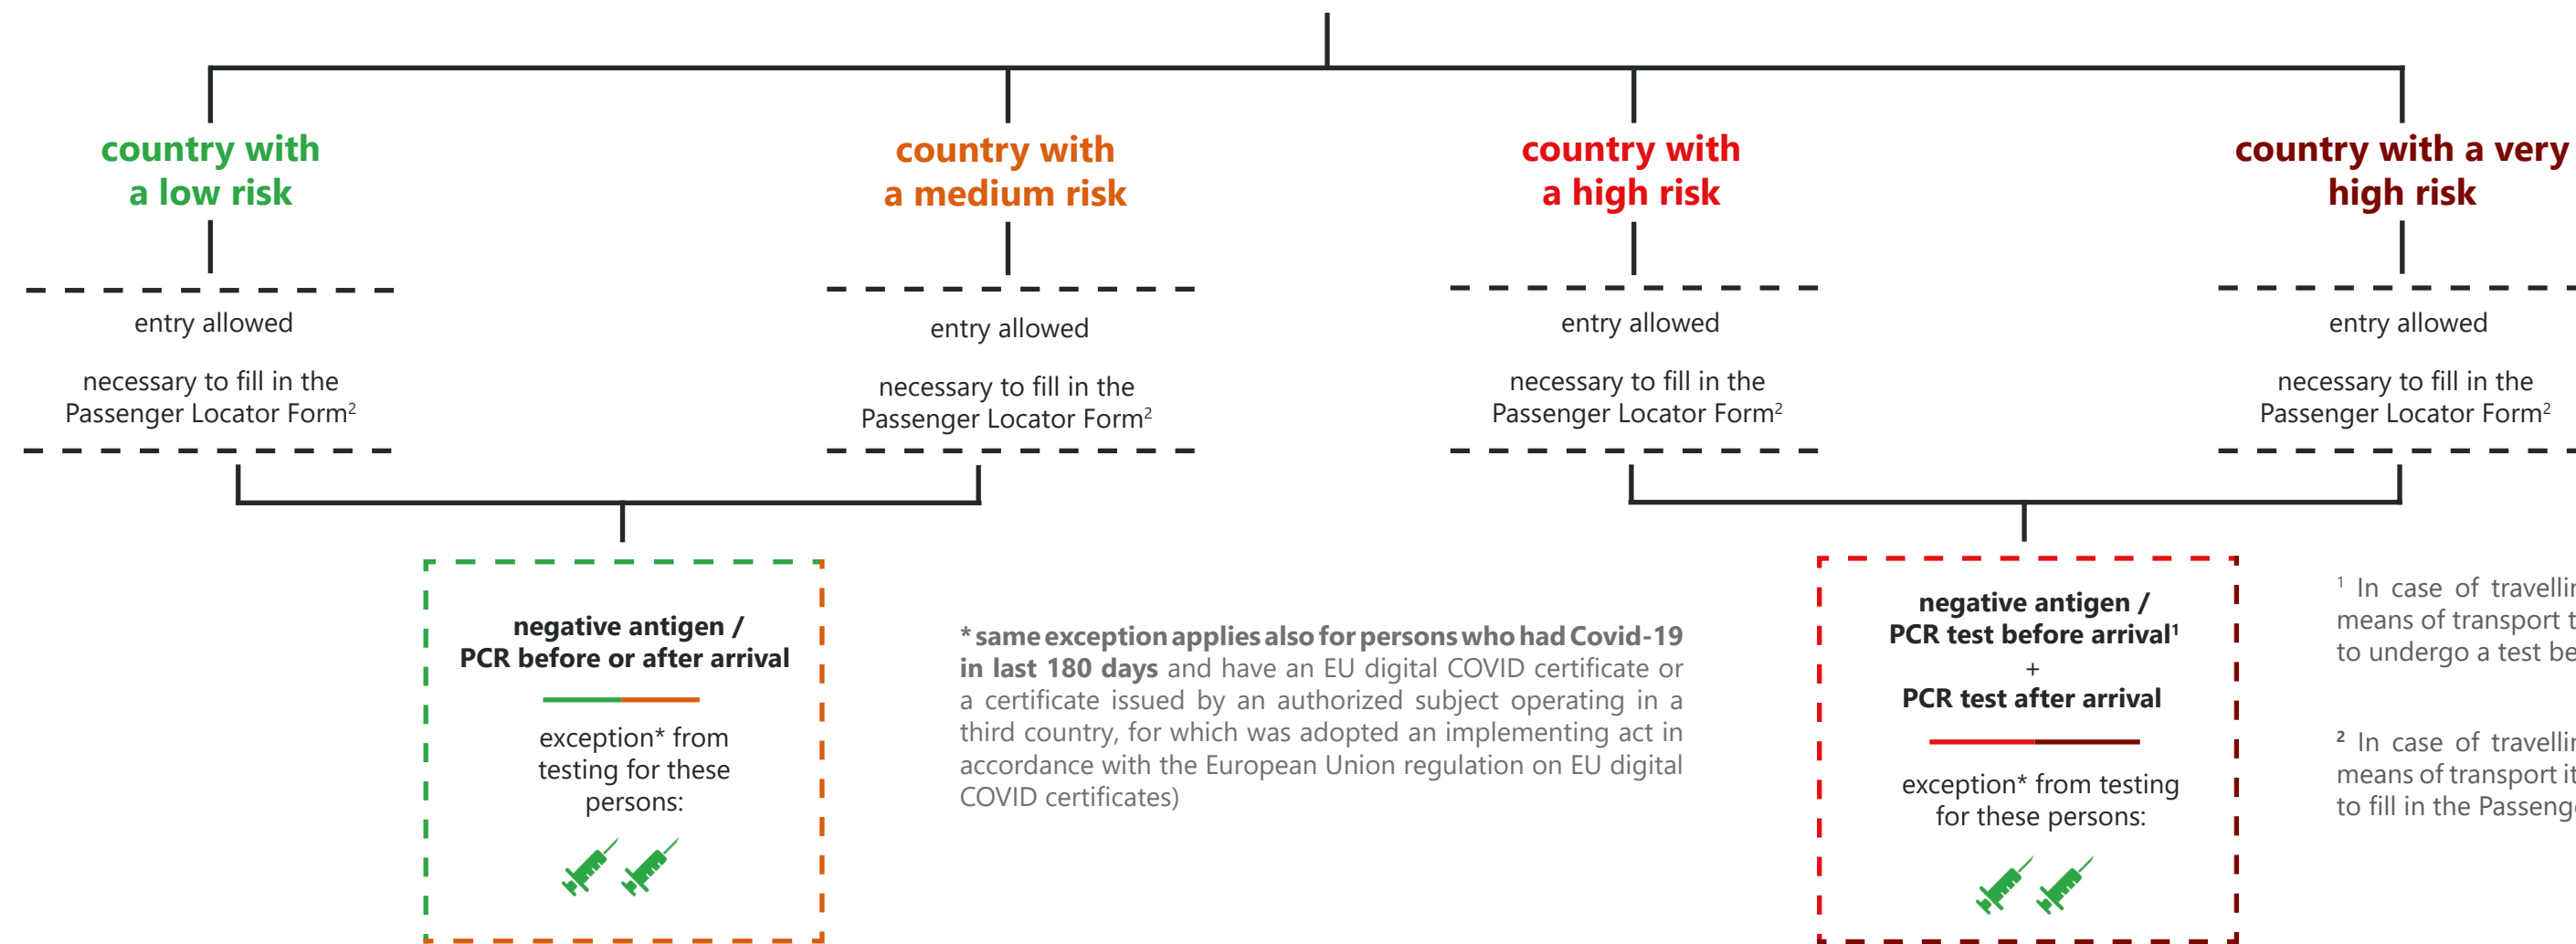 country with
a low risk
country with
a medium risk
country with
a high risk
country with a very
high risk
entry allowed
necessary to fill in the
Passenger Locator Form²
entry allowed
necessary to fill in the
Passenger Locator Form²
entry allowed
necessary to fill in the
Passenger Locator Form²
entry allowed
necessary to fill in the
Passenger Locator Form²
negative antigen /
PCR before or after arrival
exception* from
testing for these
persons:
* same exception applies also for persons who had Covid-19
in last 180 days and have an EU digital COVID certificate or
a certificate issued by an authorized subject operating in a
third country, for which was adopted an implementing act in
accordance with the European Union regulation on EU digital
COVID certificates)
negative antigen /
PCR test before arrival¹
+
PCR test after arrival
exception* from testing
for these persons:
¹ In case of
means of transport
to undergo a test
² In case of
means of transport
to fill in the